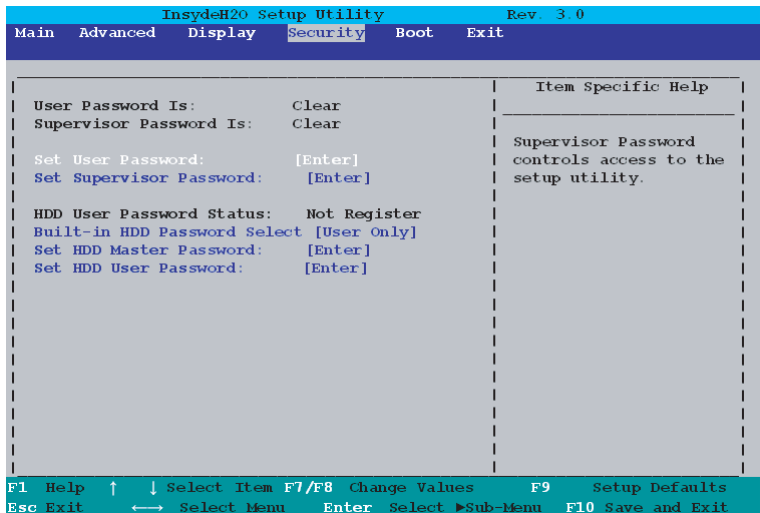 InsydeH20 Setup Utility Rev. 3.0
Main Advanced Display Security Boot Exit
Item Specific Help
User Password Is: Clear
Supervisor Password Is: Clear
Supervisor Password
Set User Password: [Enter] controls access to the
Set Supervisor Password: [Enter] setup utility.
HDD User Password Status: Not Register
Built-in HDD Password Select [User Only]
Set HDD Master Password: [Enter]
Set HDD User Password: [Enter]
F1 Help ↑ ↓ Select Item F7/F8 Change Values F9 Setup Defaults
Esc Exit ←→ Select Menu Enter Select ▶Sub-Menu F10 Save and Exit